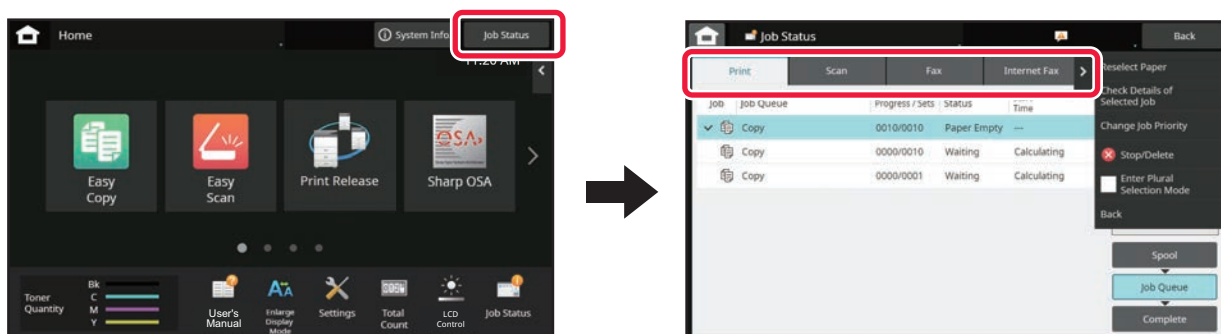 Home
System Info
Job Status
11:20 AM
Easy
Copy
Easy
Scan
Print Release
OSA
Sharp OSA
Toner
Quantity
Bk
C
M
Y
User's
Manual
Enlarge
Display
Mode
Settings
Total
Count
LCD
Control
Job Status
Job Status
Back
Print
Scan
Fax
Internet Fax
Job
Job Queue
Progress / Sets
Status
Time
Copy
0010/0010
Paper Empty
---
Copy
0000/0010
Waiting
Calculating
Copy
0000/0001
Waiting
Calculating
Reselect Paper
Check Details of
Selected Job
Change Job Priority
Stop/Delete
Enter Plural
Selection Mode
Back
Spool
Job Queue
Complete